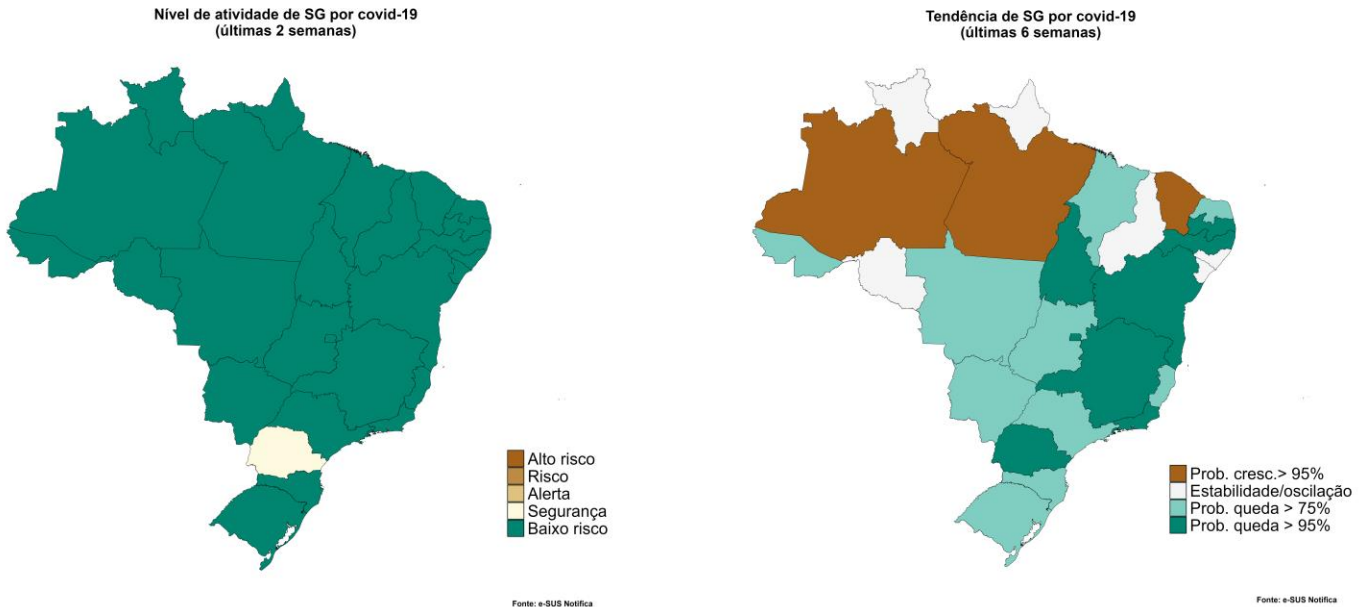 Nível de atividade de SG por covid-19
(últimas 2 semanas)
Alto risco
Risco
Alerta
Segurança
Baixo risco
Fonte: e-SUS Notifica
Tendência de SG por covid-19
(últimas 6 semanas)
Prob. cresc.> 95%
Estabilidade/oscilação
Prob. queda > 75%
Prob. queda > 95%
Fonte: e-SUS Notifica